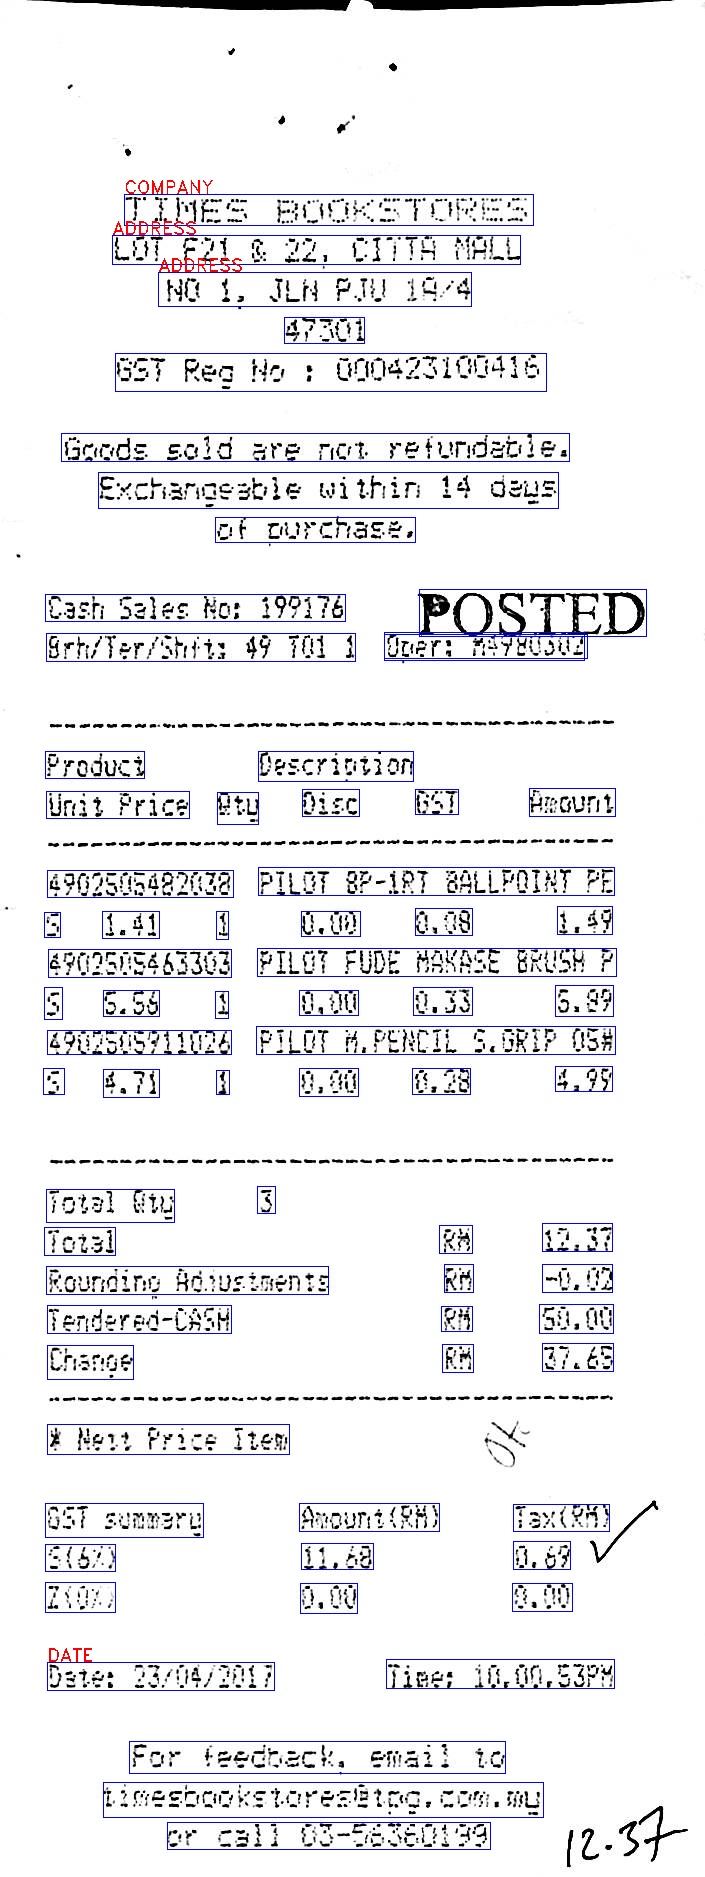 COMPANY
TIMES BOOKSTORES
ADDRESS
LOT F21 & 22, CITTA MALL
ADDRESS
NO 1, JLN PJU 1A/4
47301
GST Reg No : 000423100416
Goods sold are not refundable.
Exchangeable within 14 days
of purchase.
Cash Sales No: 199176 POSTED
Brh/Ter/Shft: 49 T01 1 Oper: MA980302
Product Description
Unit Price Qty Disc GST Amount
4902505482038 PILOT BP-1RT BALLPOINT PE
S 1.41 1 0.00 0.08 1.49
4902505463303 PILOT FUDE MAKASE BRUSH P
S 5.56 1 0.00 0.33 5.89
4902505911026 PILOT M.PENCIL S.GRIP 05#
S 4.71 1 0.00 0.28 4.99
Total Qty 3
Total RM 12.37
Rounding Adjustments RM -0.02
Tendered-CASH RM 50.00
Change RM 37.65
* Nett Price Item OK
GST summary Amount(RM) Tax(RM)
S(6%) 11.68 0.69
Z(0%) 0.00 0.00
DATE
Date: 23/04/2017 Time: 10.00.53PM
For feedback, email to
timesbookstores@tpg.com.my
or call 03-56360199
12.37